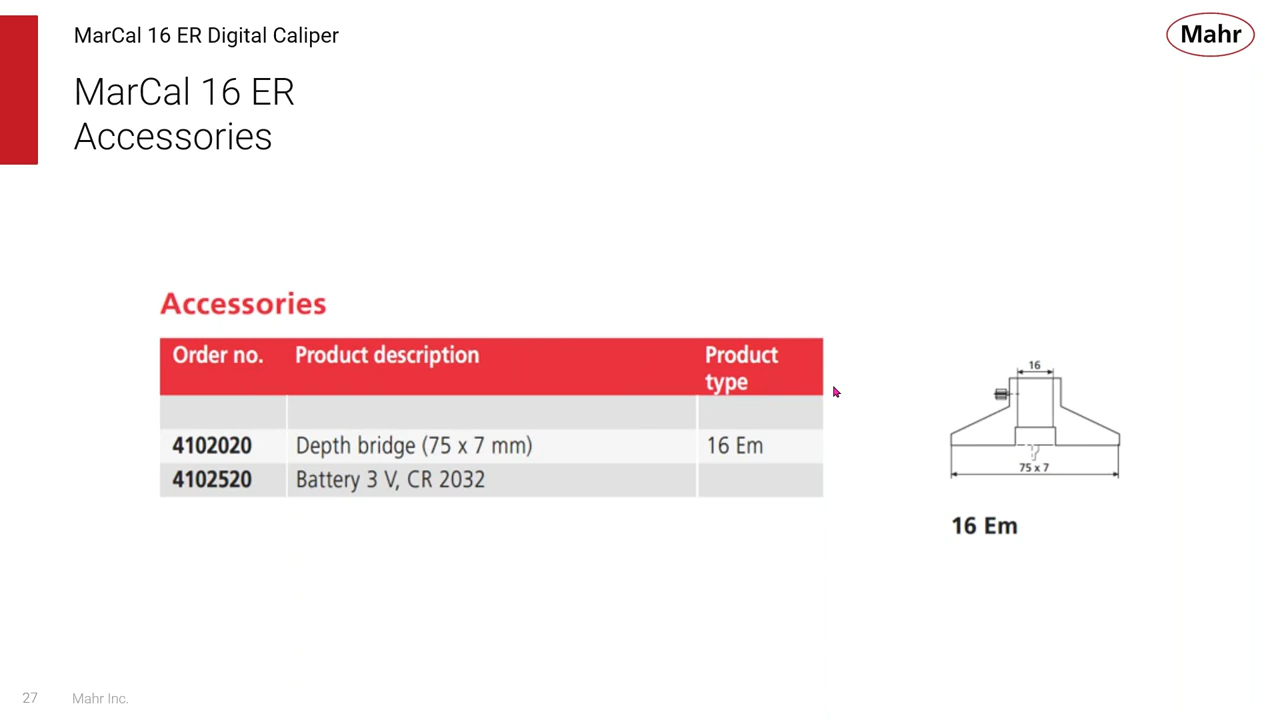 MarCal 16 ER Digital Caliper
Mahr
MarCal 16 ER
Accessories
Accessories
Order no. Product description Product type
4102020 Depth bridge (75 x 7 mm) 16 Em
4102520 Battery 3 V, CR 2032
16
75 x 7
16 Em
27 Mahr Inc.